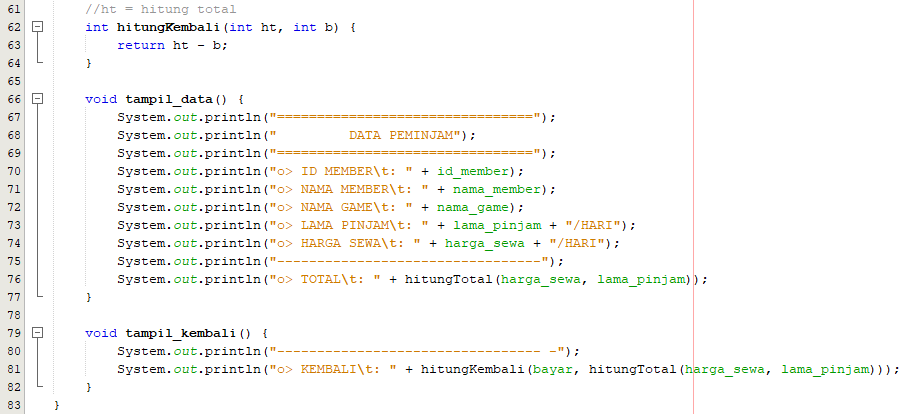 61 //ht = hitung total
62 int hitungKembali(int ht, int b) {
63 return ht - b;
64 }
65
66 void tampil_data() {
67 System.out.println("================================");
68 System.out.println("         DATA PEMINJAM");
69 System.out.println("================================");
70 System.out.println("o> ID MEMBER\t: " + id_member);
71 System.out.println("o> NAMA MEMBER\t: " + nama_member);
72 System.out.println("o> NAMA GAME\t: " + nama_game);
73 System.out.println("o> LAMA PINJAM\t: " + lama_pinjam + "/HARI");
74 System.out.println("o> HARGA SEWA\t: " + harga_sewa + "/HARI");
75 System.out.println("---------------------------------");
76 System.out.println("o> TOTAL\t: " + hitungTotal(harga_sewa, lama_pinjam));
77 }
78
79 void tampil_kembali() {
80 System.out.println("--------------------------------- -");
81 System.out.println("o> KEMBALI\t: " + hitungKembali(bayar, hitungTotal(harga_sewa, lama_pinjam)));
82 }
83 }